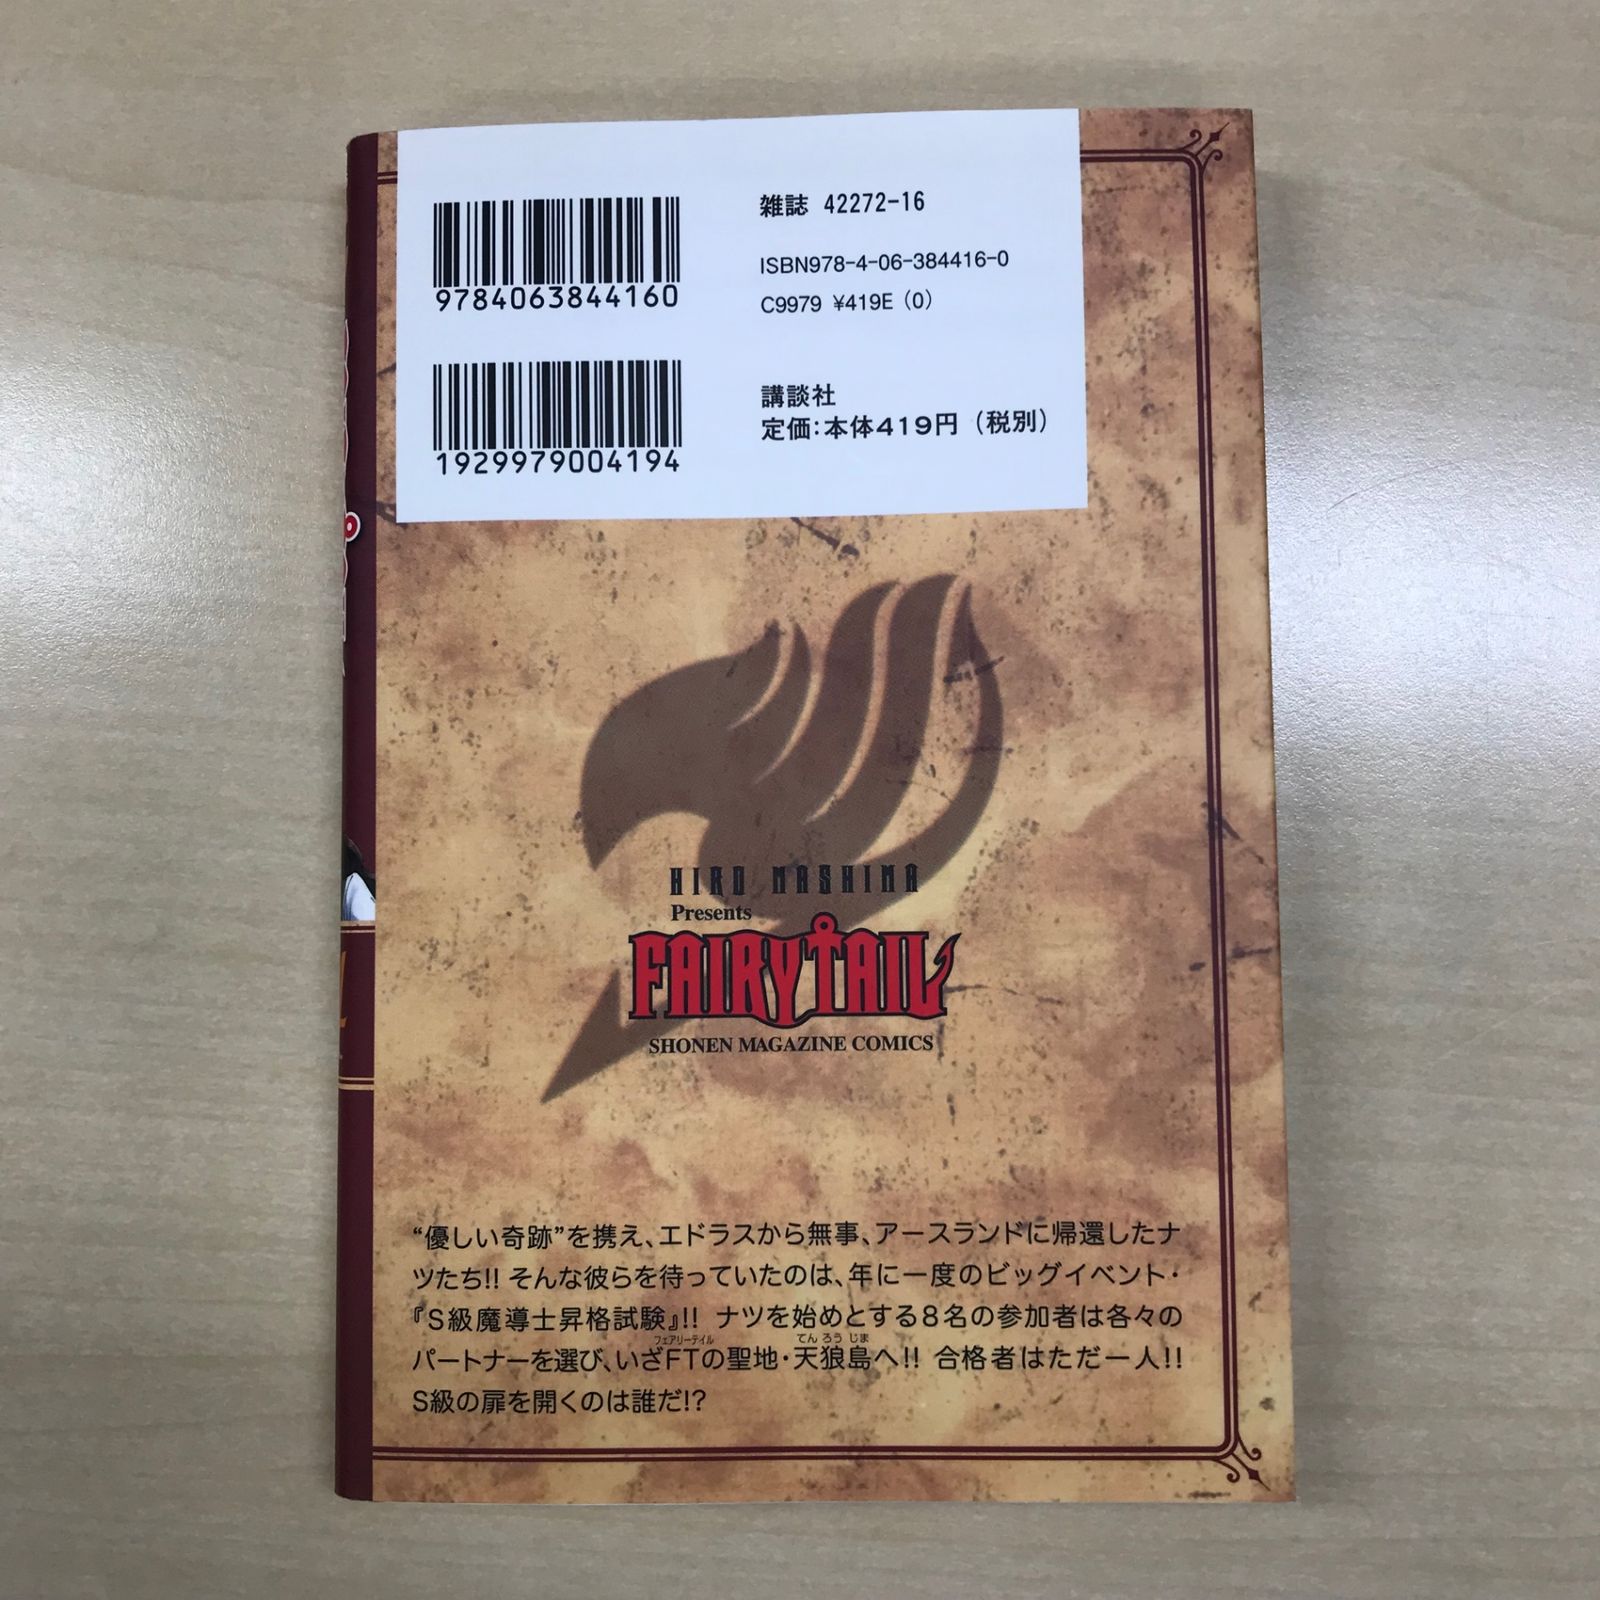 雑誌 42272-16
ISBN978-4-06-384416-0
C9979 ¥419E (0)
9784063844160
講談社
定価:本体419円(税別)
1929979004194
HIRO MASHIMA
Presents
FAIRY TAIL
SHONEN MAGAZINE COMICS
“優しい奇跡”を携え、エドラスから無事、アースランドに帰還したナ
ツたち!! そんな彼らを待っていたのは、年に一度のビッグイベント・
『S級魔導士昇格試験』!! ナツを始めとする8名の参加者は各々の
フェアリーテイル てんろうじま
パートナーを選び、いざFTの聖地・天狼島へ!! 合格者はただ一人!!
S級の扉を開くのは誰だ!?